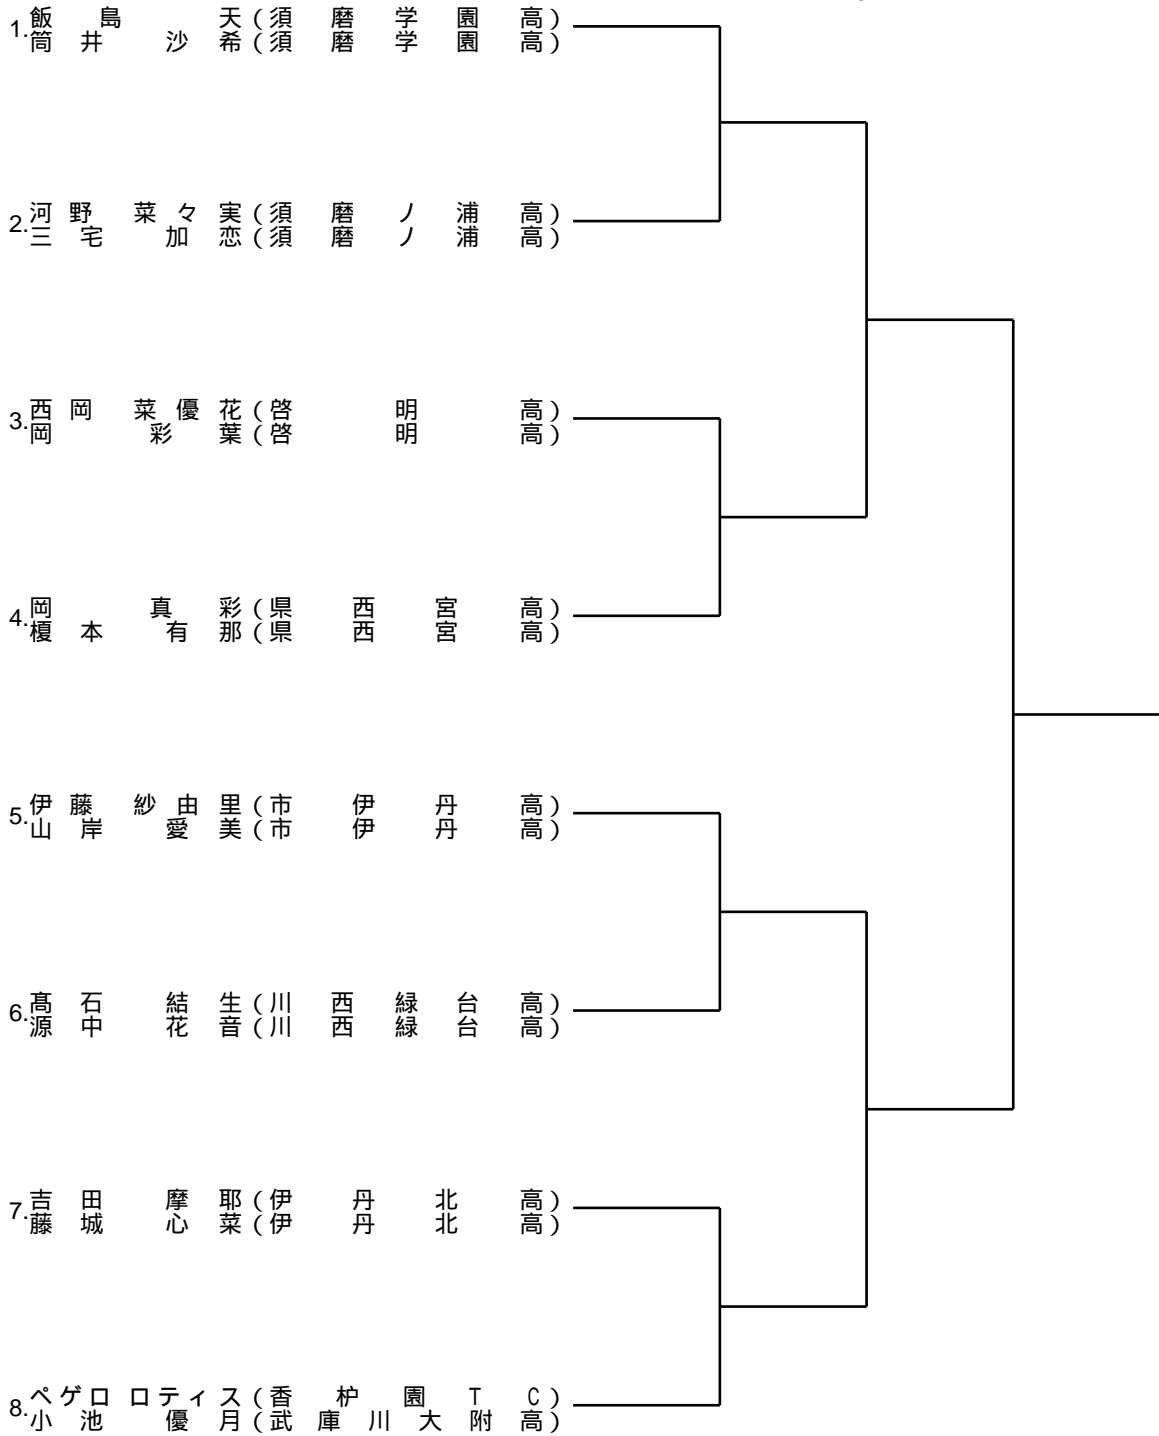 1.飯島 天(須磨学園高)
筒井 沙希(須磨学園高)
2.河野 菜々実(須磨ノ浦高)
三宅 加恋(須磨ノ浦高)
3.西岡 菜優花(啓明高)
岡 彩葉(啓明高)
4.岡 真彩(県西宮高)
榎本 有那(県西宮高)
5.伊藤 紗由里(市伊丹高)
山岸 愛美(市伊丹高)
6.髙石 結生(川西緑台高)
源中 花音(川西緑台高)
7.吉田 摩耶(伊丹北高)
藤城 心菜(伊丹北高)
8.ペゲロ ロティス(香枦園TC)
小池 優月(武庫川大附高)